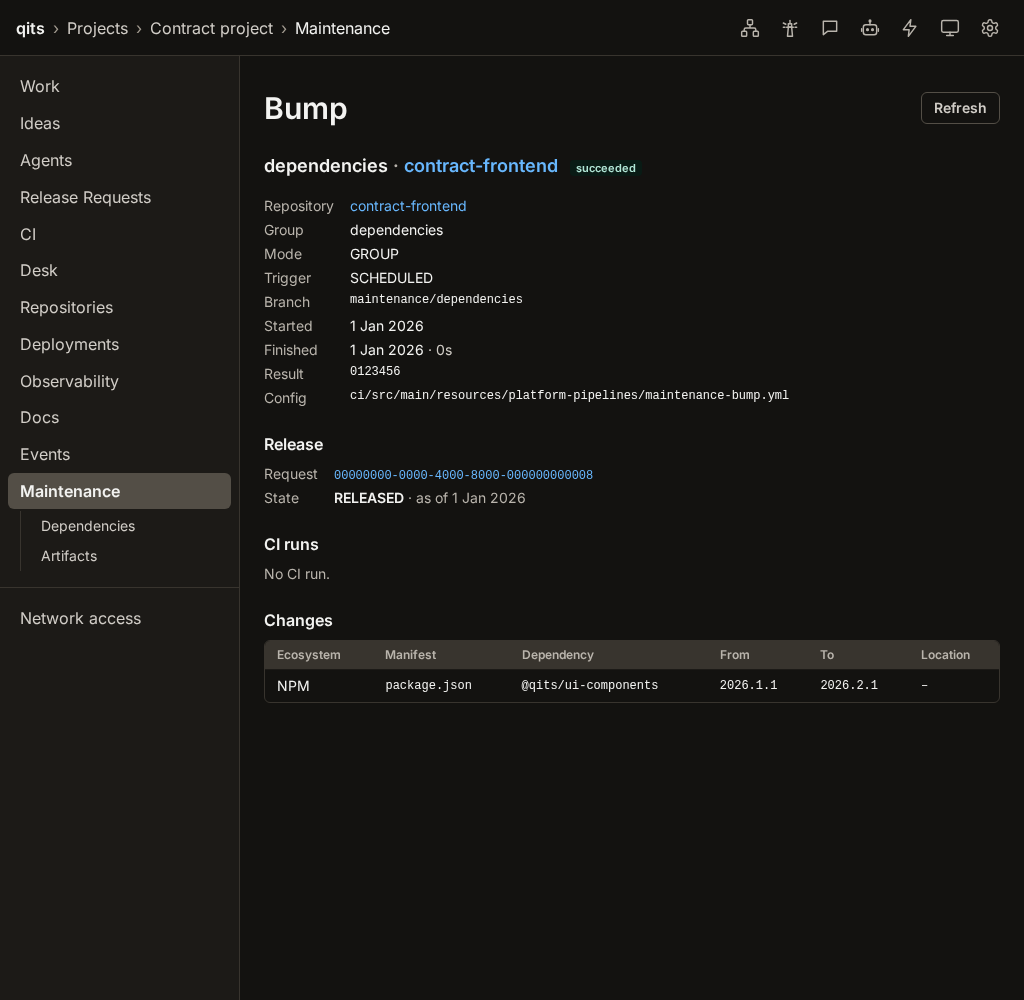 qits › Projects › Contract project › Maintenance
Work
Ideas
Agents
Release Requests
CI
Desk
Repositories
Deployments
Observability
Docs
Events
Maintenance
Dependencies
Artifacts
Network access
Bump
Refresh
dependencies · contract-frontend succeeded
Repository contract-frontend
Group dependencies
Mode GROUP
Trigger SCHEDULED
Branch maintenance/dependencies
Started 1 Jan 2026
Finished 1 Jan 2026 · 0s
Result 0123456
Config ci/src/main/resources/platform-pipelines/maintenance-bump.yml
Release
Request 00000000-0000-4000-8000-000000000008
State RELEASED · as of 1 Jan 2026
CI runs
No CI run.
Changes
Ecosystem Manifest Dependency From To Location
NPM package.json @qits/ui-components 2026.1.1 2026.2.1 –